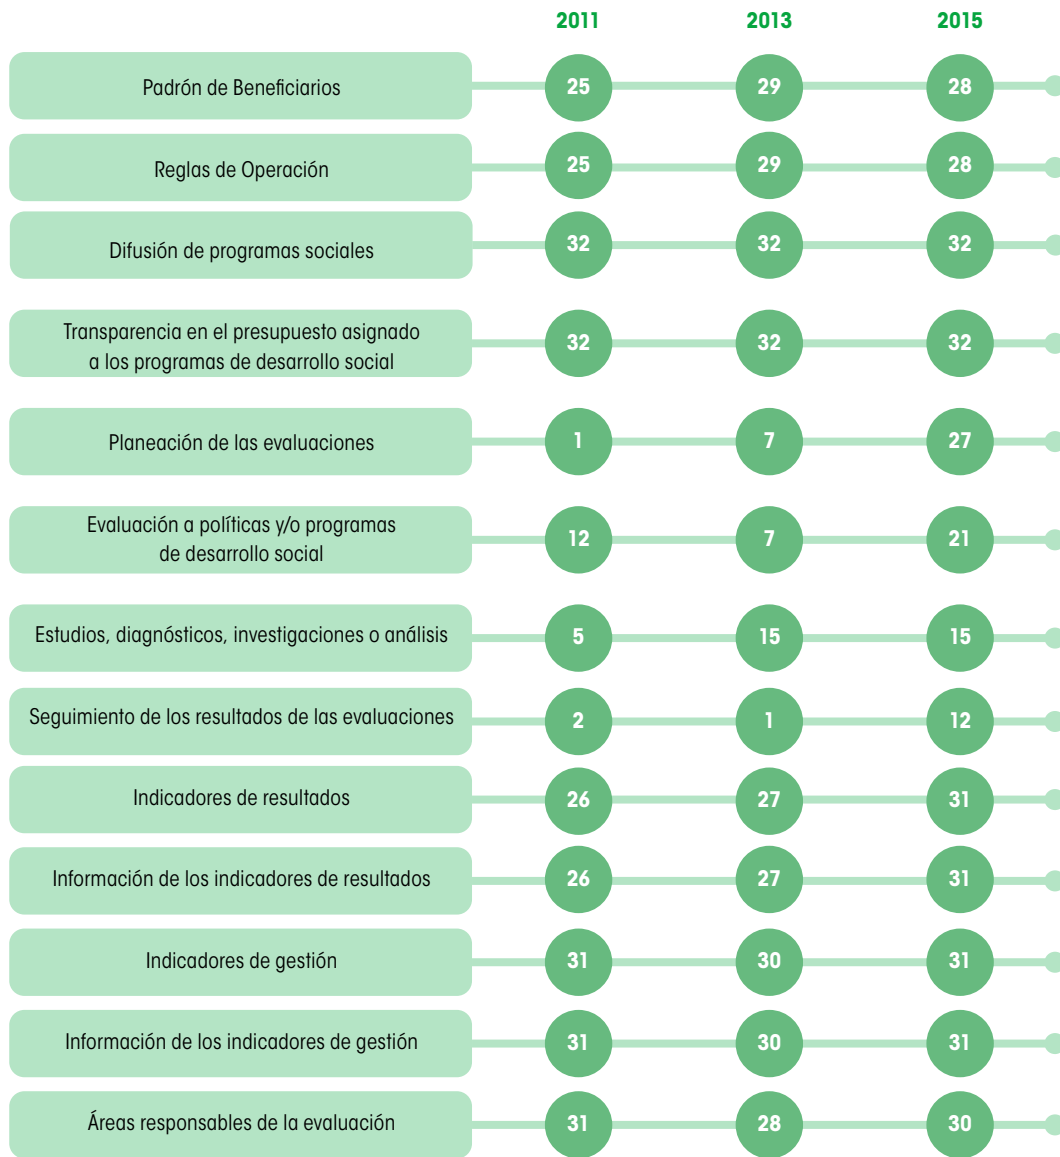 2011 2013 2015
Padrón de Beneficiarios 25 29 28
Reglas de Operación 25 29 28
Difusión de programas sociales 32 32 32
Transparencia en el presupuesto asignado
a los programas de desarrollo social 32 32 32
Planeación de las evaluaciones 1 7 27
Evaluación a políticas y/o programas
de desarrollo social 12 7 21
Estudios, diagnósticos, investigaciones o análisis 5 15 15
Seguimiento de los resultados de las evaluaciones 2 1 12
Indicadores de resultados 26 27 31
Información de los indicadores de resultados 26 27 31
Indicadores de gestión 31 30 31
Información de los indicadores de gestión 31 30 31
Áreas responsables de la evaluación 31 28 30